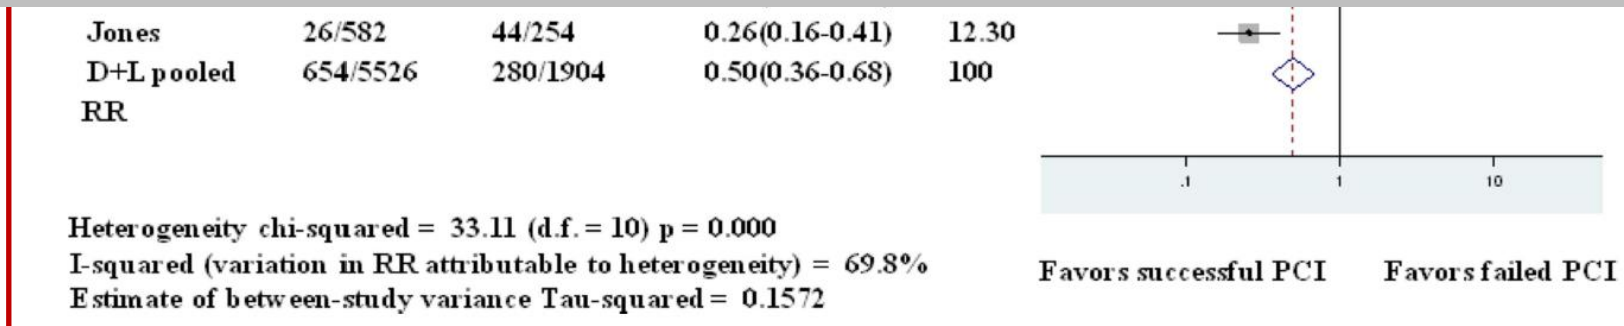 Jones 26/582 44/254 0.26(0.16-0.41) 12.30
D+L pooled 654/5526 280/1904 0.50(0.36-0.68) 100
RR
.1 1 10
Heterogeneity chi-squared = 33.11 (d.f. = 10) p = 0.000
I-squared (variation in RR attributable to heterogeneity) = 69.8%
Estimate of between-study variance Tau-squared = 0.1572
Favors successful PCI Favors failed PCI